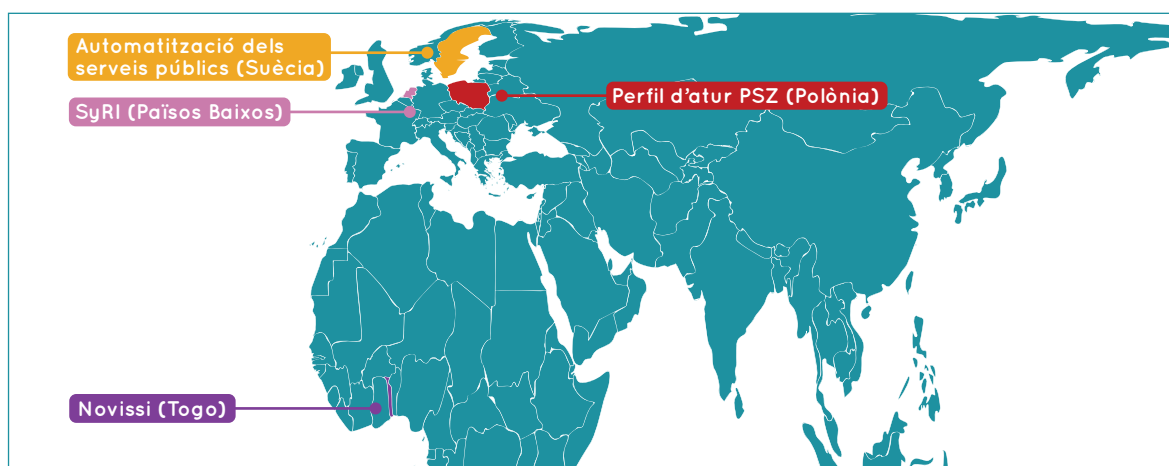 Automatització dels
serveis públics (Suècia)
SyRI (Països Baixos)
Perfil d'atur PSZ (Polònia)
Novissi (Togo)